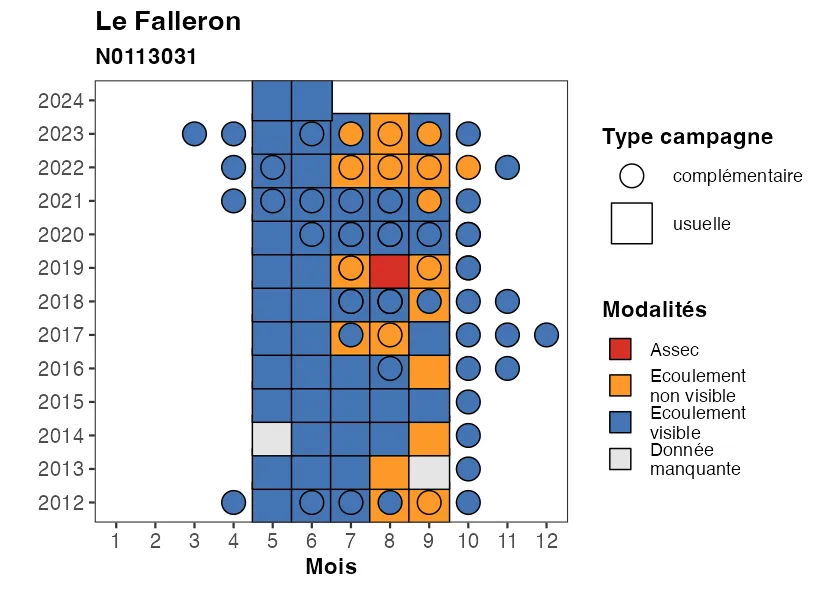 Le Falleron
N0113031
2024
2023
2022
2021
2020
2019
2018
2017
2016
2015
2014
2013
2012
1 2 3 4 5 6 7 8 9 10 11 12
Mois
Type campagne
complémentaire
usuelle
Modalités
Assec
Ecoulement
non visible
Ecoulement
visible
Donnée
manquante